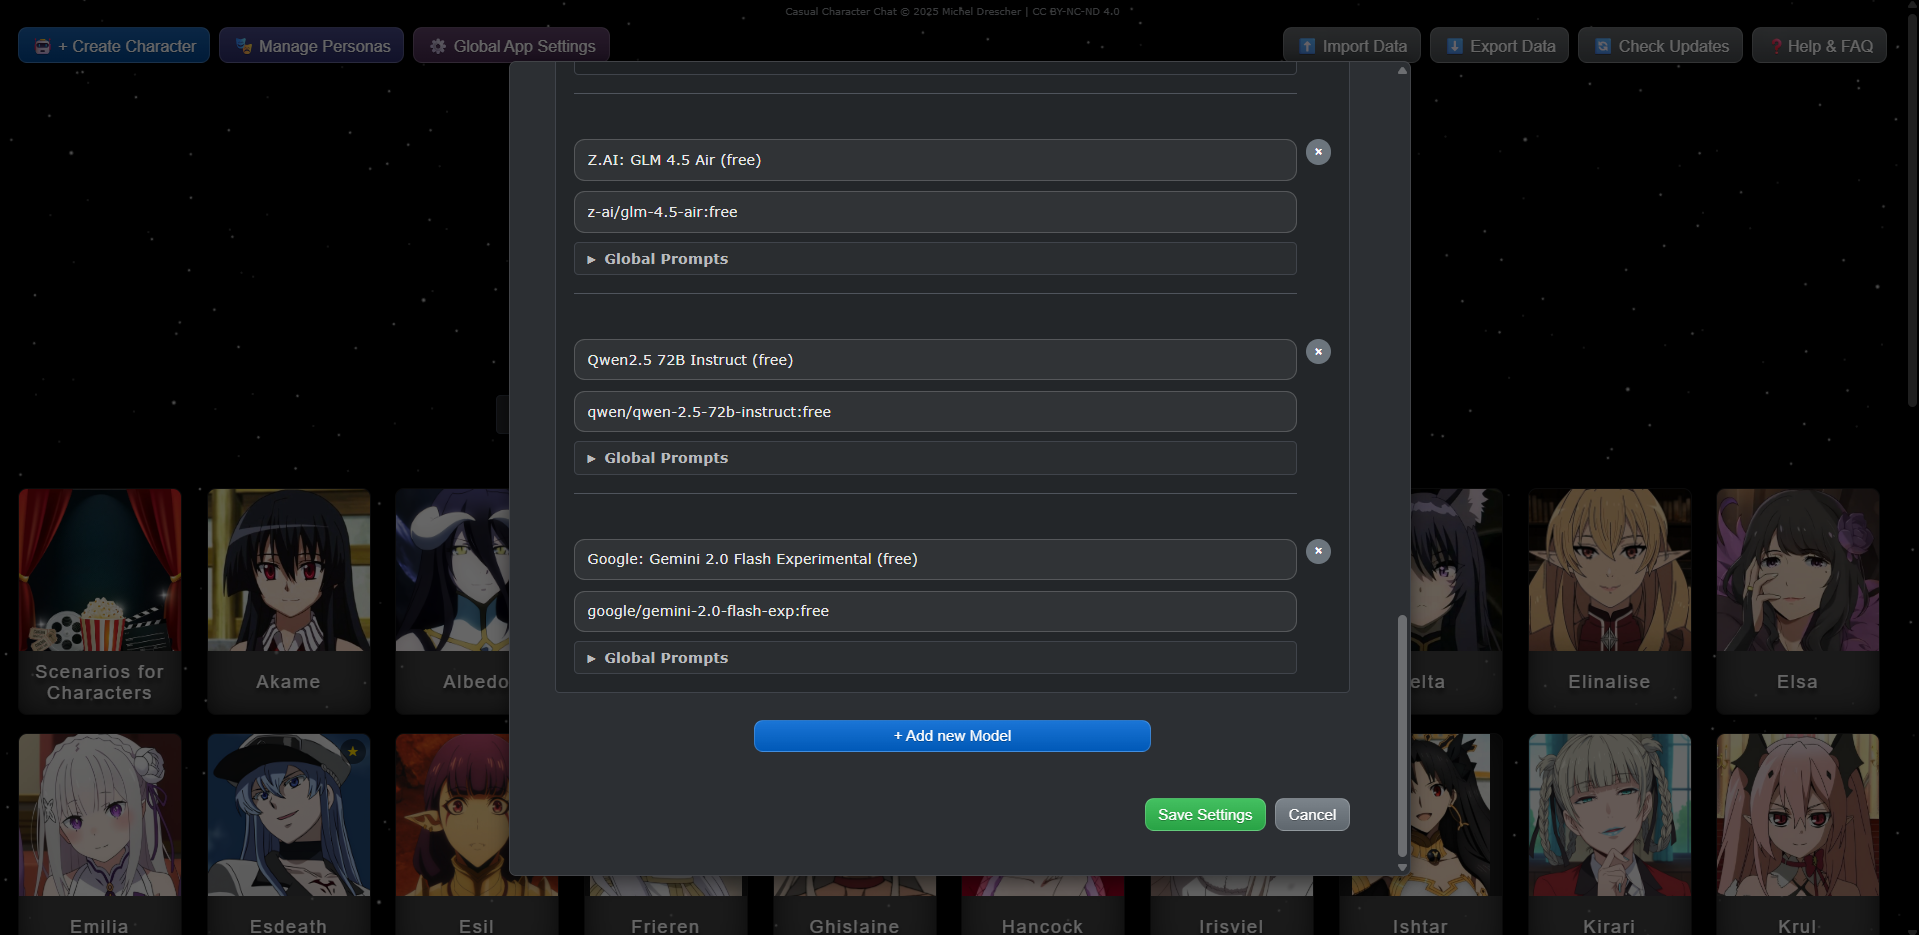 Casual Character Chat © 2025 Michel Drescher | CC BY-NC-ND 4.0
+ Create Character
Manage Personas
Global App Settings
Import Data
Export Data
Check Updates
Help & FAQ
Z.AI: GLM 4.5 Air (free)
z-ai/glm-4.5-air:free
Global Prompts
Qwen2.5 72B Instruct (free)
qwen/qwen-2.5-72b-instruct:free
Global Prompts
Google: Gemini 2.0 Flash Experimental (free)
google/gemini-2.0-flash-exp:free
Global Prompts
+ Add new Model
Save Settings
Cancel
Scenarios for
Characters
Akame
Albedo
elta
Elinalise
Elsa
Emilia
Esdeath
Esil
Frieren
Ghislaine
Hancock
Irisviel
Ishtar
Kirari
Krul